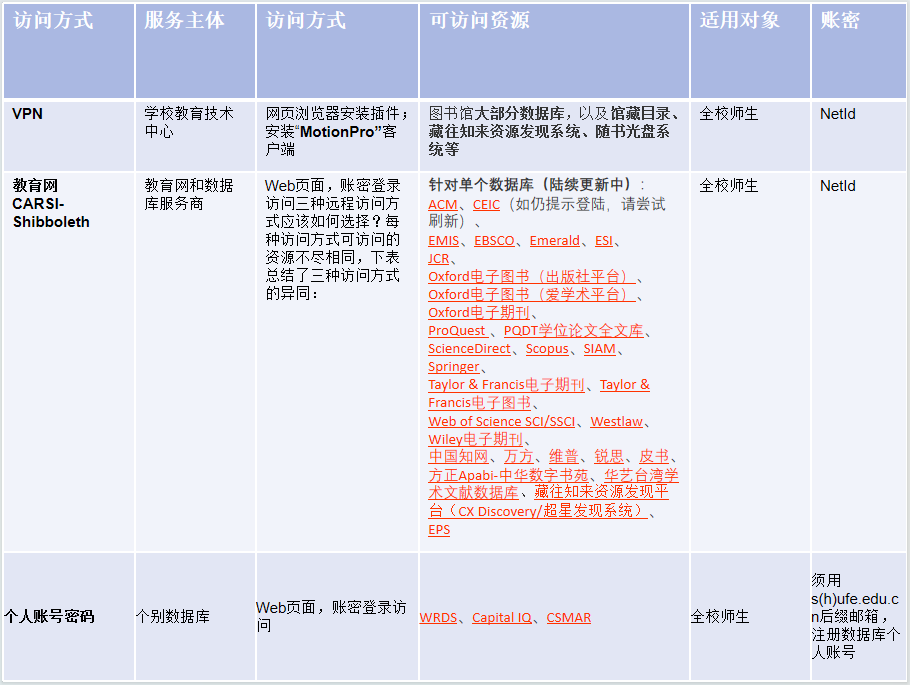 访问方式
服务主体
访问方式
可访问资源
适用对象
账密
VPN
学校教育技术
中心
网页浏览器安装插件；
安装“MotionPro”客
户端
图书馆大部分数据库，以及馆藏目录、
藏往知来资源发现系统、随书光盘系
统等
全校师生
NetId
教育网
CARSI-
Shibboleth
教育网和数据
库服务商
Web页面，账密登录
访问三种远程访问方
式应该如何选择？每
种访问方式可访问的
资源不尽相同，下表
总结了三种访问方式
的异同：
针对单个数据库（陆续更新中）:
ACM、CEIC（如仍提示登陆，请尝试
刷新）、
EMIS、EBSCO、Emerald、ESI、
JCR、
Oxford电子图书（出版社平台）、
Oxford电子图书（爱学术平台）、
Oxford电子期刊、
ProQuest 、PQDT学位论文全文库、
ScienceDirect、Scopus、SIAM、
Springer、
Taylor & Francis电子期刊、Taylor &
Francis电子图书、
Web of Science SCI/SSCI、Westlaw、
Wiley电子期刊、
中国知网、万方、维普、锐思、皮书、
方正Apabi-中华数字书苑、华艺台湾学
术文献数据库、藏往知来资源发现平
台（CX Discovery/超星发现系统）、
EPS
全校师生
NetId
个人账号密码
个别数据库
Web页面，账密登录访
问
WRDS、Capital IQ、CSMAR
全校师生
须用
s(h)ufe.edu.c
n后缀邮箱，
注册数据库个
人账号